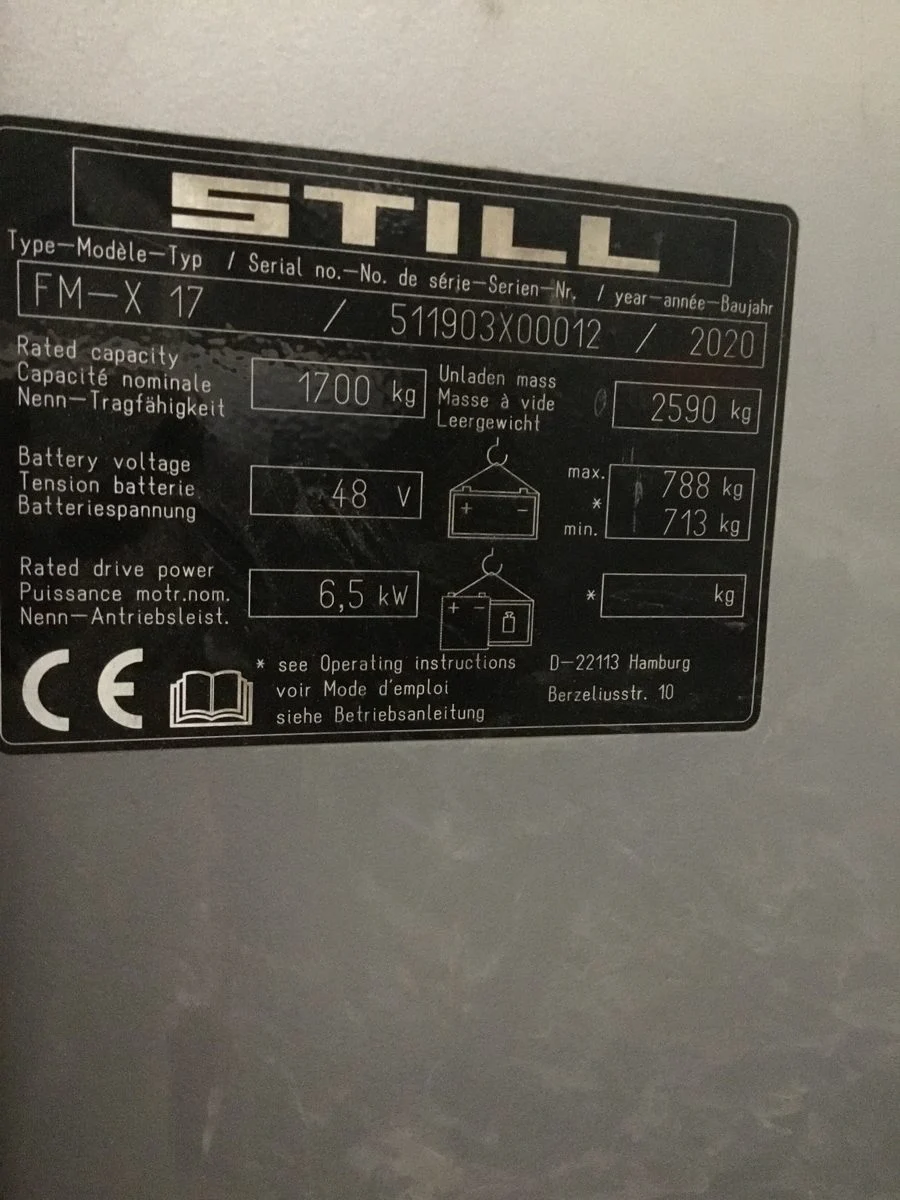 STILL
Type-Modèle-Typ / Serial no.-No. de série-Serien-Nr. / year-année-Baujahr
FM-X 17 / 511903X00012 / 2020
Rated capacity
Capacité nominale
Nenn-Tragfähigkeit
1700 kg
Unladen mass
Masse à vide
Leergewicht
2590 kg
Battery voltage
Tension batterie
Batteriespannung
48 V
+ -
max. 788 kg
*
min. 713 kg
Rated drive power
Puissance motr.nom.
Nenn-Antriebsleist.
6,5 kW
+ -
* kg
CE
* see Operating instructions
voir Mode d'emploi
siehe Betriebsanleitung
D-22113 Hamburg
Berzeliusstr. 10